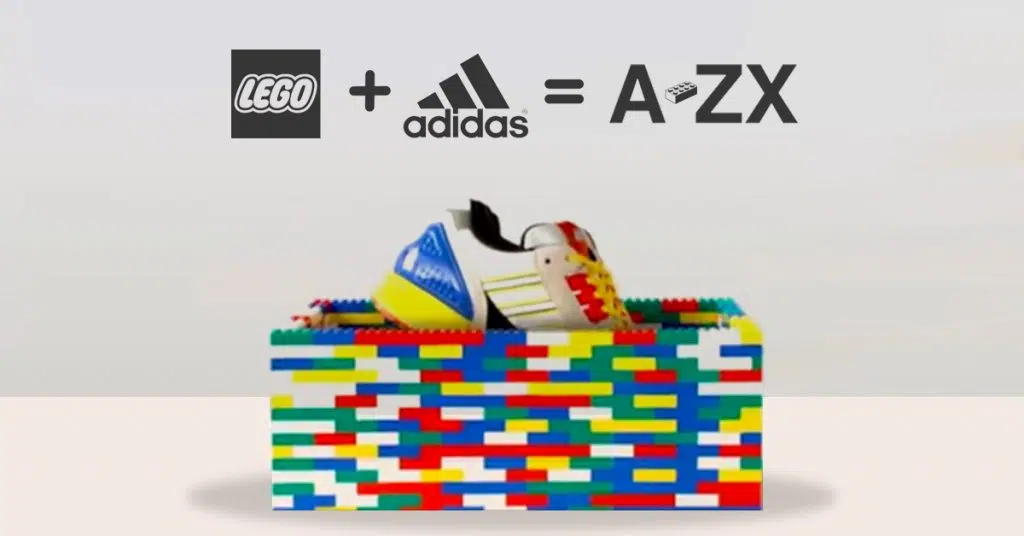 LEGO + adidas® = A-ZX